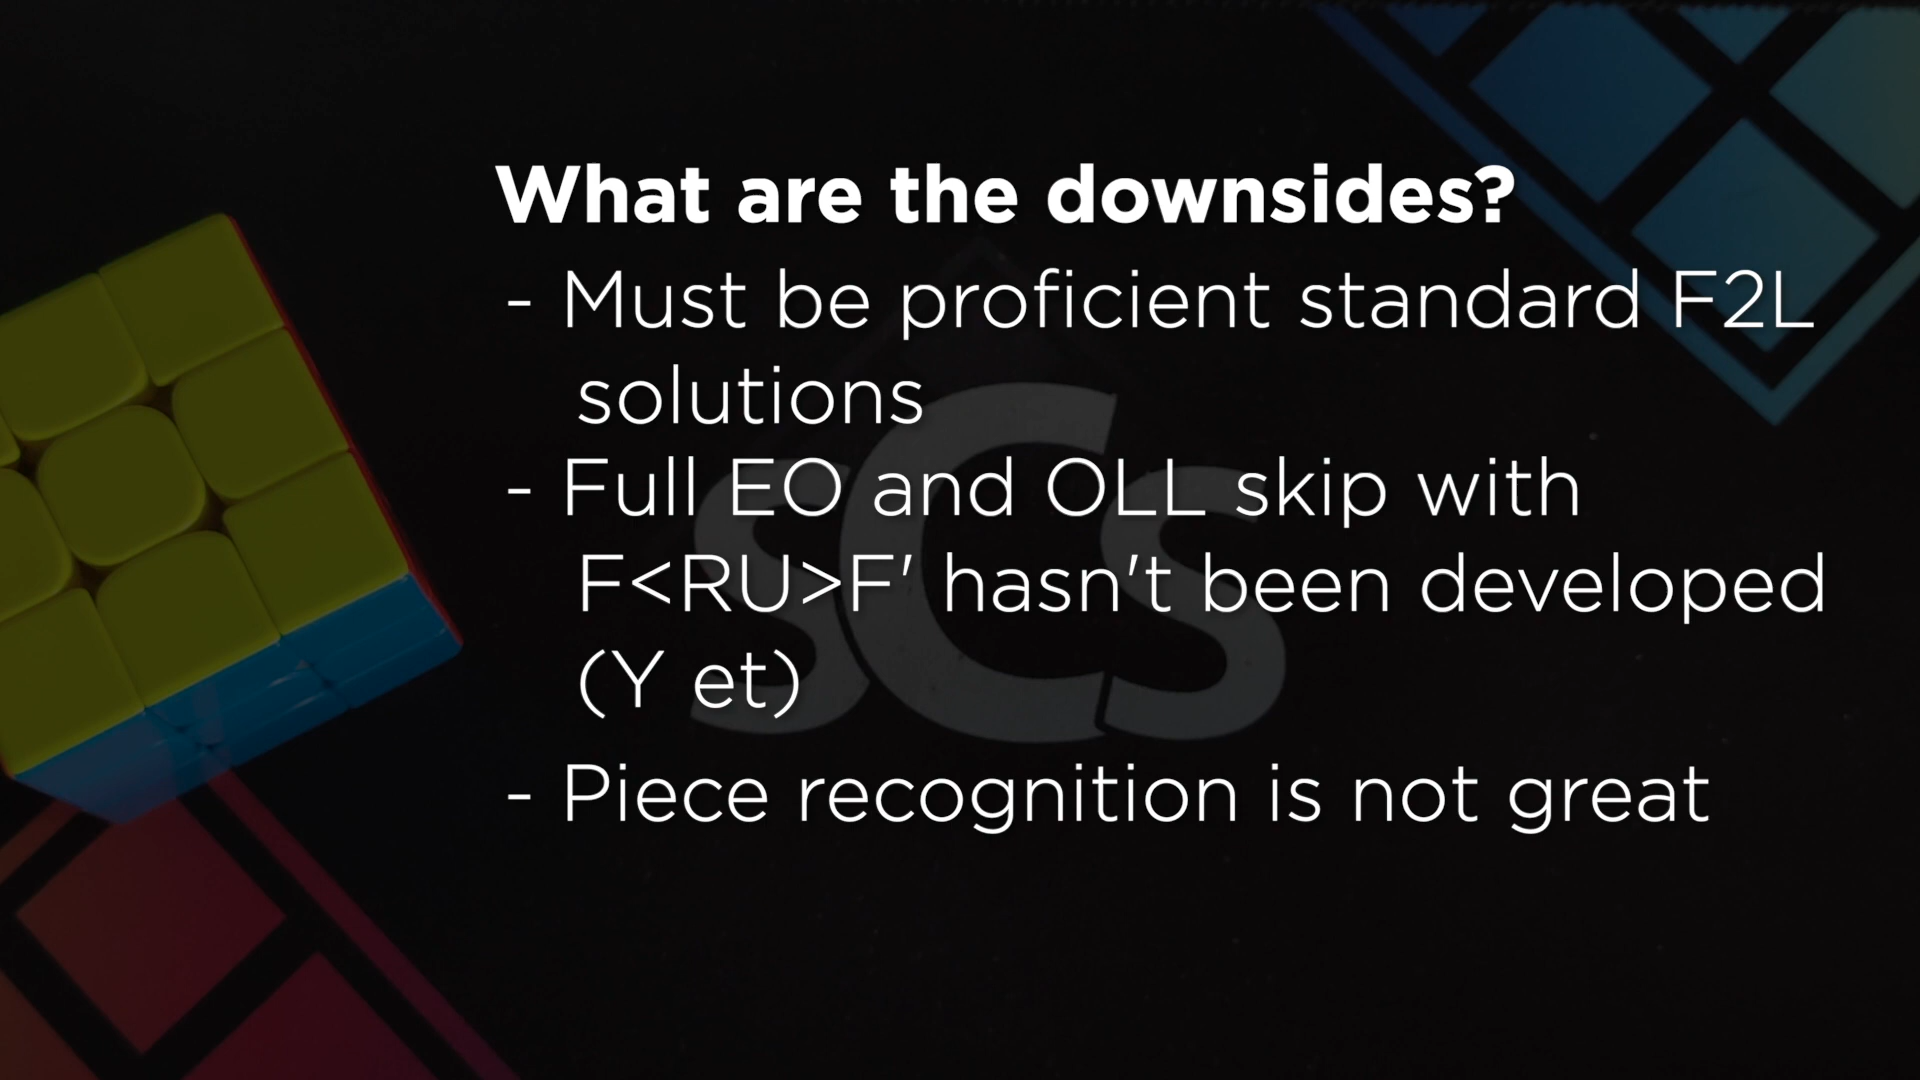 What are the downsides?
- Must be proficient standard F2L
solutions
- Full EO and OLL skip with
F<RU>F' hasn't been developed
(Y et)
- Piece recognition is not great
sCs